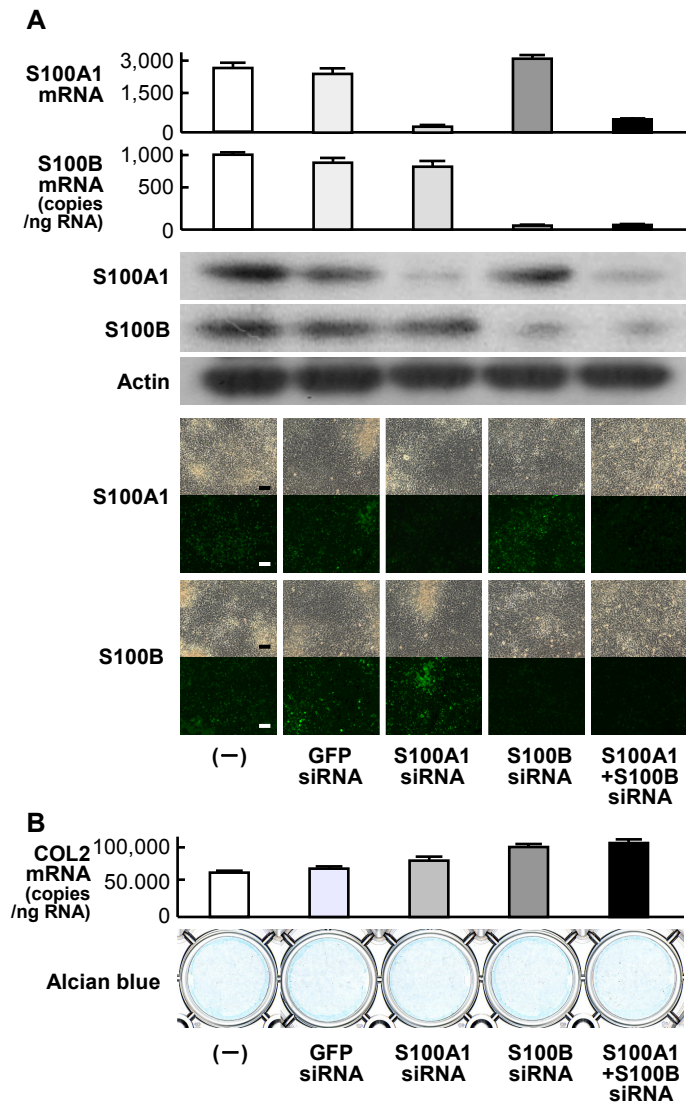 A
S100A1
mRNA
3,000
1,500
0
S100B
mRNA
(copies
/ng RNA)
1,000
500
0
S100A1
S100B
Actin
S100A1
S100B
(—)
GFP
siRNA
S100A1
siRNA
S100B
siRNA
S100A1
+S100B
siRNA
B
COL2
mRNA
(copies
/ng RNA)
100,000
50.000
0
Alcian blue
(—)
GFP
siRNA
S100A1
siRNA
S100B
siRNA
S100A1
+S100B
siRNA